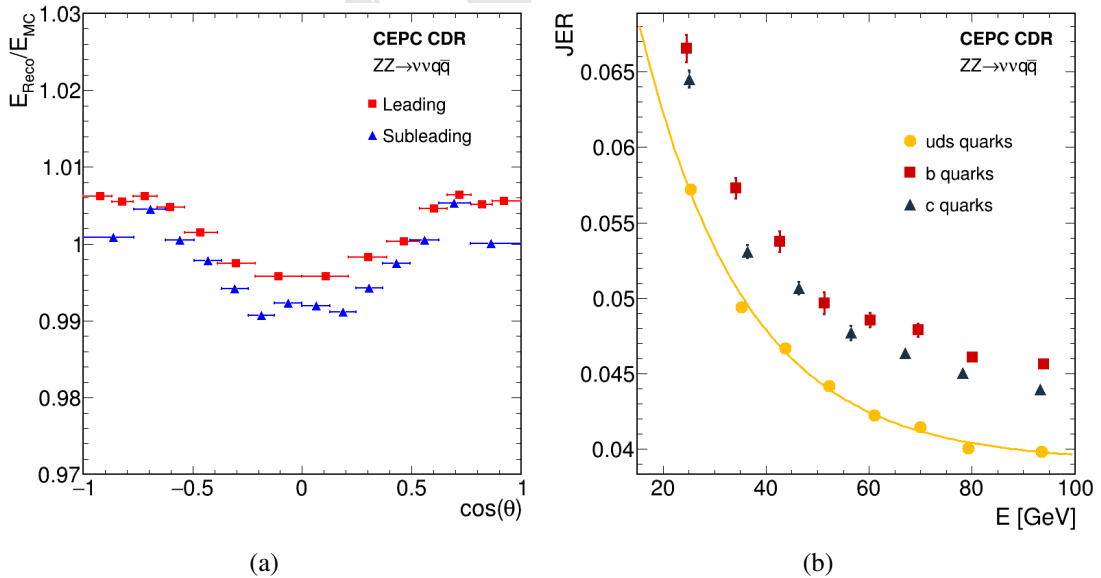 1.03
1.02
1.01
1
0.99
0.98
0.97
E_Reco/E_MC
CEPC CDR
ZZ→ννqq̄
Leading
Subleading
−1
−0.5
0
0.5
1
cos(θ)
(a)
JER
0.065
0.06
0.055
0.05
0.045
0.04
CEPC CDR
ZZ→ννqq̄
uds quarks
b quarks
c quarks
20
40
60
80
100
E [GeV]
(b)